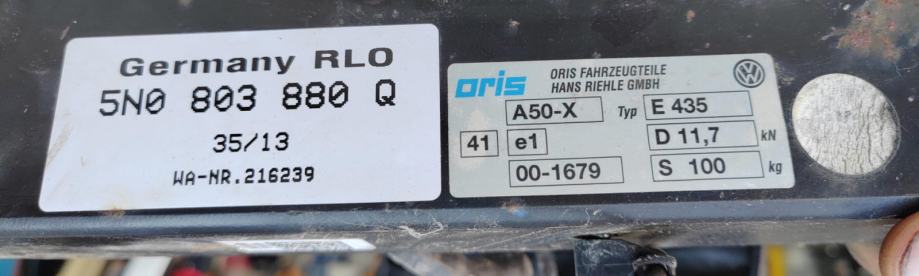 Germany RLO
5N0 803 880 Q
35/13
WA-NR.216239
oris
ORIS FAHRZEUGTEILE
HANS RIEHLE GMBH
A50-X Typ E 435
41 e1 D 11,7 kN
00-1679 S 100 kg